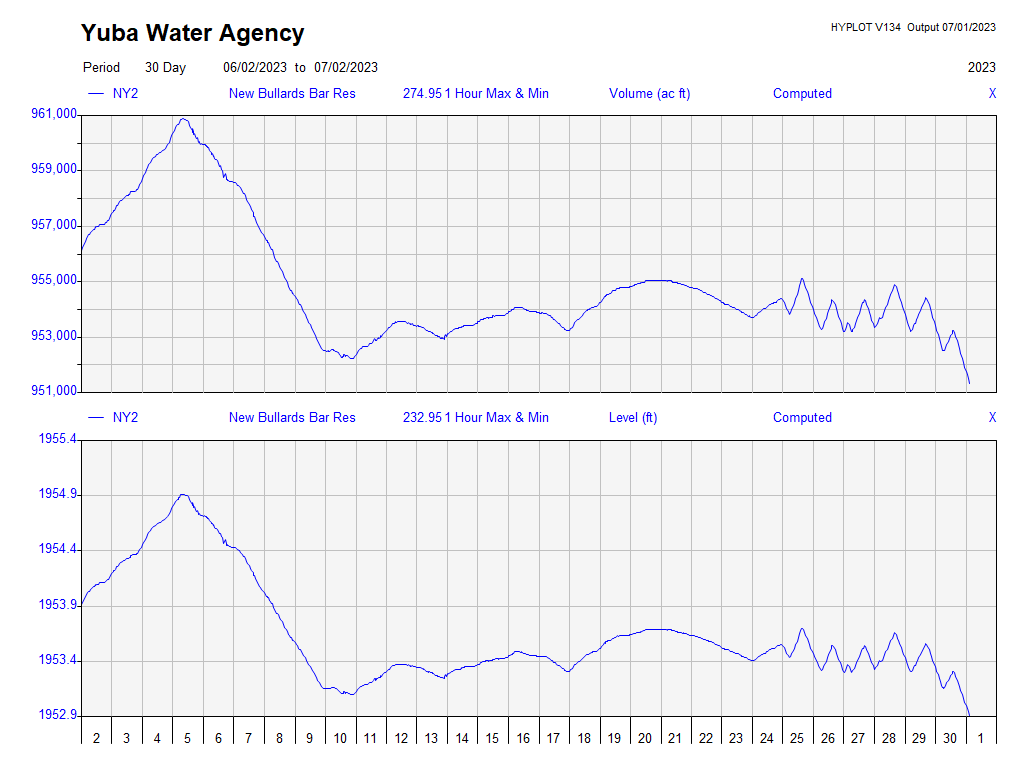 Yuba Water Agency
HYPLOT V134 Output 07/01/2023
Period 30 Day 06/02/2023 to 07/02/2023 2023
NY2 New Bullards Bar Res 274.95 1 Hour Max & Min Volume (ac ft) Computed X
961,000
959,000
957,000
955,000
953,000
951,000
NY2 New Bullards Bar Res 232.95 1 Hour Max & Min Level (ft) Computed X
1955.4
1954.9
1954.4
1953.9
1953.4
1952.9
2 3 4 5 6 7 8 9 10 11 12 13 14 15 16 17 18 19 20 21 22 23 24 25 26 27 28 29 30 1